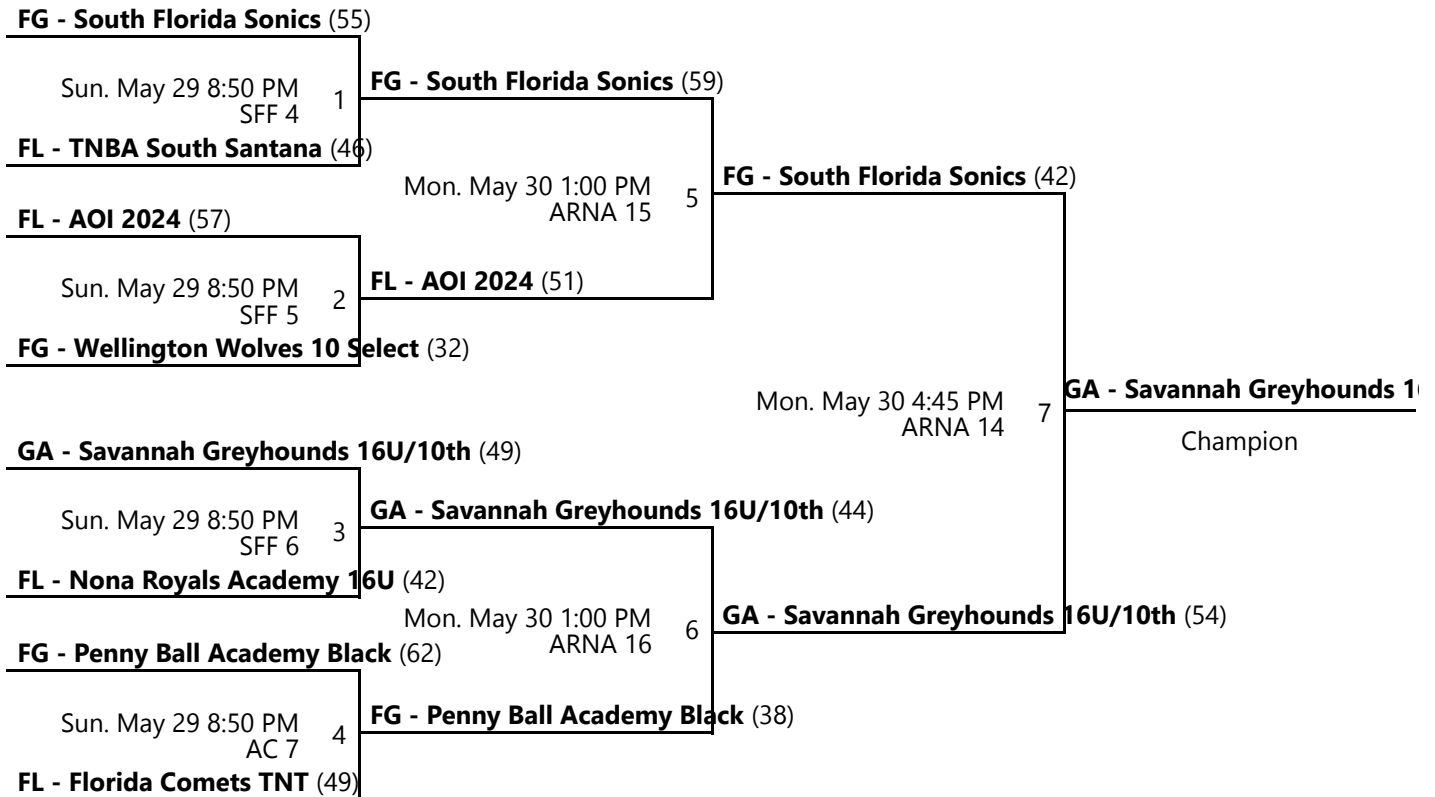 FG - South Florida Sonics (55)
Sun. May 29 8:50 PM
SFF 4
1
FL - TNBA South Santana (46)
FL - AOI 2024 (57)
Sun. May 29 8:50 PM
SFF 5
2
FG - Wellington Wolves 10 Select (32)
GA - Savannah Greyhounds 16U/10th (49)
Sun. May 29 8:50 PM
SFF 6
3
FL - Nona Royals Academy 16U (42)
FG - Penny Ball Academy Black (62)
Sun. May 29 8:50 PM
AC 7
4
FL - Florida Comets TNT (49)
FG - South Florida Sonics (59)
Mon. May 30 1:00 PM
ARNA 15
5
FL - AOI 2024 (51)
GA - Savannah Greyhounds 16U/10th (44)
Mon. May 30 1:00 PM
ARNA 16
6
FG - Penny Ball Academy Black (38)
FG - South Florida Sonics (42)
Mon. May 30 4:45 PM
ARNA 14
7
GA - Savannah Greyhounds 16U/10th (54)
GA - Savannah Greyhounds
Champion